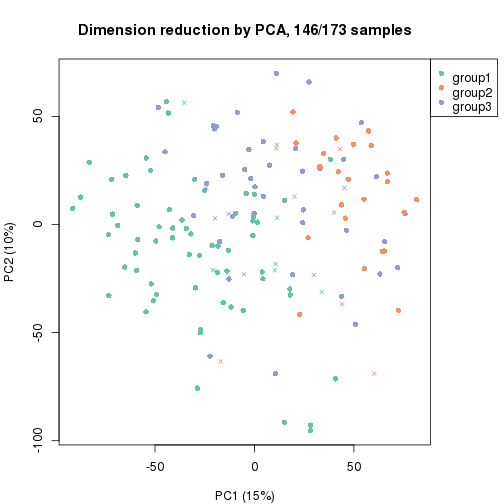 Dimension reduction by PCA, 146/173 samples
group1
group2
group3
50
0
-50
-100
PC2 (10%)
-50
0
50
PC1 (15%)